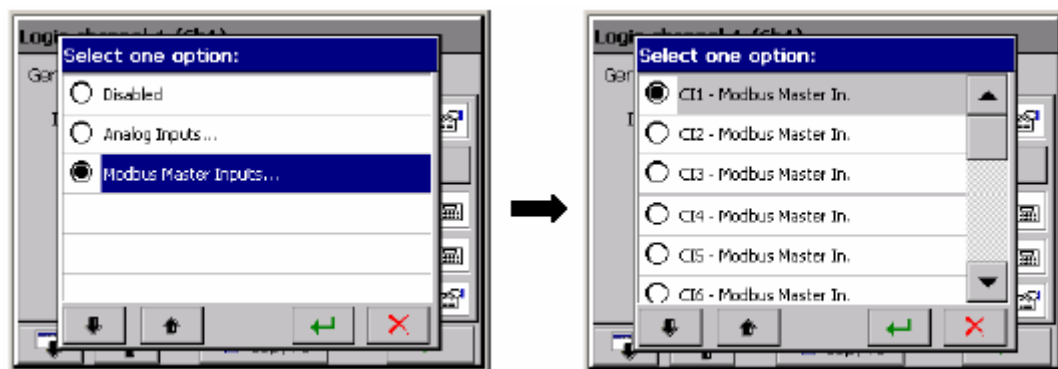 Select one option:
Disabled
Analog Inputs...
Modbus Master Inputs...
Select one option:
CI1 - Modbus Master In.
CI2 - Modbus Master In.
CI3 - Modbus Master In.
CI4 - Modbus Master In.
CI5 - Modbus Master In.
CI6 - Modbus Master In.